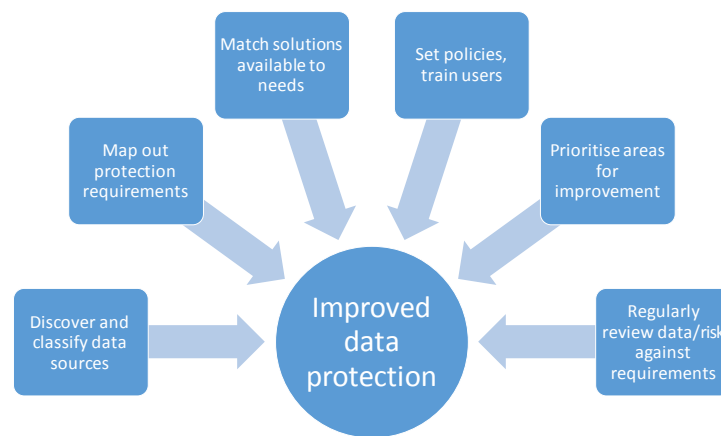 Match solutions
available to
needs
Set policies,
train users
Map out
protection
requirements
Prioritise areas
for
improvement
Discover and
classify data
sources
Improved
data
protection
Regularly
review data/risk
against
requirements